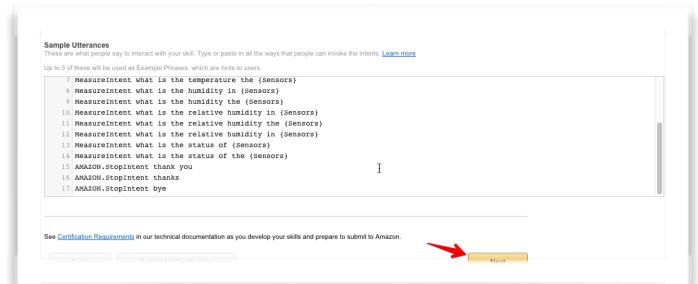 Sample Utterances
These are what people say to interact with your skill. Type or paste in all the ways that people can invoke the intents. Learn more
Up to 3 of these will be used as Example Phrases, which are hints to users.
7 MeasureIntent what is the temperature the {Sensors}
8 MeasureIntent what is the humidity in {Sensors}
9 MeasureIntent what is the humidity the {Sensors}
10 MeasureIntent what is the relative humidity in {Sensors}
11 MeasureIntent what is the relative humidity the {Sensors}
12 MeasureIntent what is the relative humidity in {Sensors}
13 MeasureIntent what is the status of {Sensors}
14 MeasureIntent what is the status of the {Sensors}
15 AMAZON.StopIntent thank you
16 AMAZON.StopIntent thanks
17 AMAZON.StopIntent bye
See Certification Requirements in our technical documentation as you develop your skills and prepare to submit to Amazon.
Next